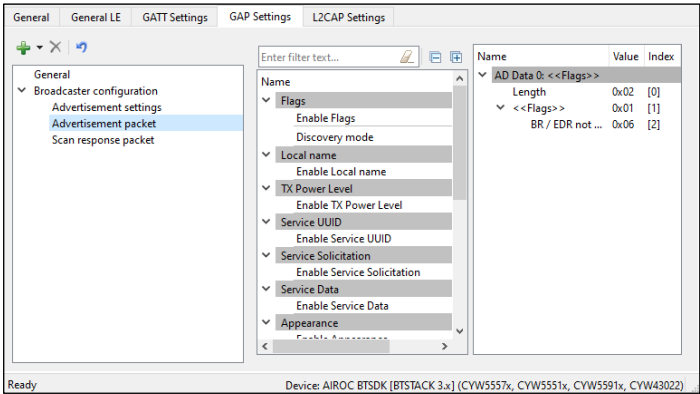 General General LE GATT Settings GAP Settings L2CAP Settings
General
Broadcaster configuration
Advertisement settings
Advertisement packet
Scan response packet
Enter filter text...
Name
Flags
Enable Flags
Discovery mode
Local name
Enable Local name
TX Power Level
Enable TX Power Level
Service UUID
Enable Service UUID
Service Solicitation
Enable Service Solicitation
Service Data
Enable Service Data
Appearance
Enable Appearance
Name Value Index
AD Data 0: <<Flags>>
Length 0x02 [0]
<<Flags>> 0x01 [1]
BR / EDR not ... 0x06 [2]
Ready Device: AIROC BTSDK [BTSTACK 3.x] (CYW5557x, CYW5551x, CYW5591x, CYW43022)